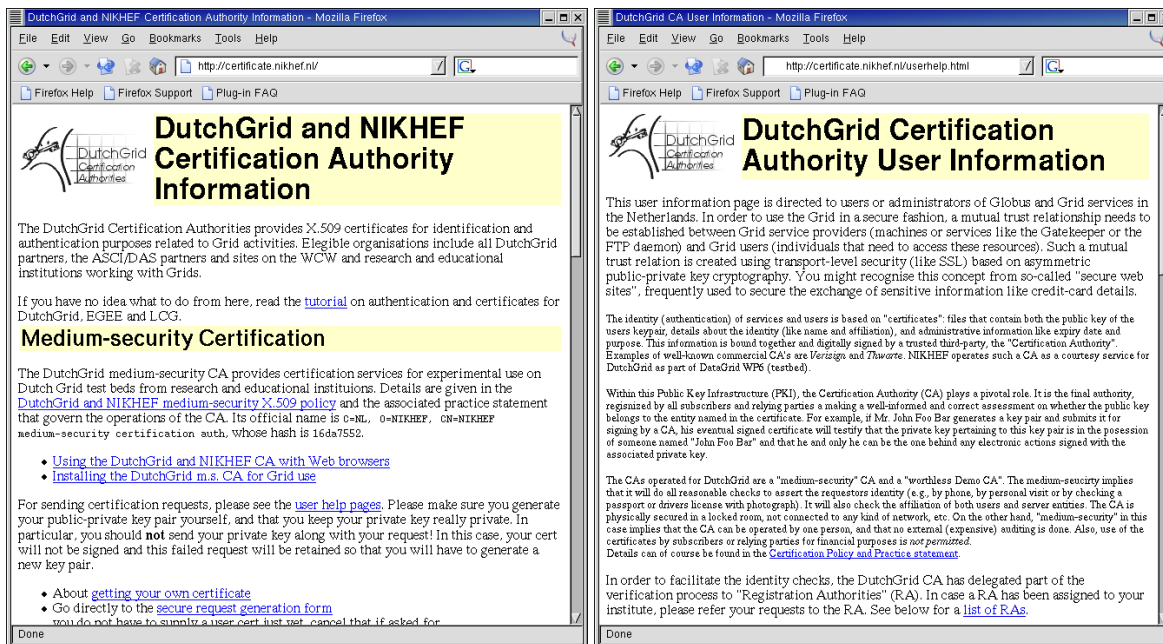 DutchGrid and NIKHEF Certification Authority Information - Mozilla Firefox
File Edit View Go Bookmarks Tools Help
http://certificate.nikhef.nl/
G
Firefox Help Firefox Support Plug-in FAQ
DutchGrid
Certification
Authorities
DutchGrid and NIKHEF
Certification Authority
Information
The DutchGrid Certification Authorities provides X.509 certificates for identification and
authentication purposes related to Grid activities. Elegible organisations include all DutchGrid
partners, the ASCI/DAS partners and sites on the WCW and research and educational
institutions working with Grids.
If you have no idea what to do from here, read the tutorial on authentication and certificates for
DutchGrid, EGEE and LCG.
Medium-security Certification
The DutchGrid medium-security CA provides certification services for experimental use on
Dutch Grid test beds from research and educational instituions. Details are given in the
DutchGrid and NIKHEF medium-security X.509 policy and the associated practice statement
that govern the operations of the CA. Its official name is C=NL, O=NIKHEF, CN=NIKHEF
medium-security certification auth, whose hash is 16da7552.
• Using the DutchGrid and NIKHEF CA with Web browsers
• Installing the DutchGrid m.s. CA for Grid use
For sending certification requests, please see the user help pages. Please make sure you generate
your public-private key pair yourself, and that you keep your private key really private. In
particular, you should not send your private key along with your request! In this case, your cert
will not be signed and this failed request will be retained so that you will have to generate a
new key pair.
• About getting your own certificate
• Go directly to the secure request generation form
you do not have to supply a user cert just yet, cancel that if asked for
Done
DutchGrid CA User Information - Mozilla Firefox
File Edit View Go Bookmarks Tools Help
http://certificate.nikhef.nl/userhelp.html
G
Firefox Help Firefox Support Plug-in FAQ
DutchGrid
Certification
Authorities
DutchGrid Certification
Authority User Information
This user information page is directed to users or administrators of Globus and Grid services in
the Netherlands. In order to use the Grid in a secure fashion, a mutual trust relationship needs to
be established between Grid service providers (machines or services like the Gatekeeper or the
FTP daemon) and Grid users (individuals that need to access these resources). Such a mutual
trust relation is created using transport-level security (like SSL) based on asymmetric
public-private key cryptography. You might recognise this concept from so-called "secure web
sites", frequently used to secure the exchange of sensitive information like credit-card details.
The identity (authentication) of services and users is based on "certificates": files that contain both the public key of the
users keypair, details about the identity (like name and affiliation), and administrative information like expiry date and
purpose. This information is bound together and digitally signed by a trusted third-party, the "Certification Authority".
Examples of well-known commercial CA's are Verisign and Thwarte. NIKHEF operates such a CA as a courtesy service for
DutchGrid as part of DataGrid WP6 (testbed).
Within this Public Key Infrastructure (PKI), the Certification Authority (CA) plays a pivotal role. It is the final authority,
regisnized by all subscribers and relying parties a making a well-informed and correct assessment on whether the public key
belongs to the entity named in the certificate. For example, if Mr. John Foo Bar generates a key pair and submits it for
signing by a CA, his eventual signed certificate will testify that the private key pertaining to this key pair is in the posession
of someone named "John Foo Bar" and that he and only he can be the one behind any electronic actions signed with the
associated private key.
The CAs operated for DutchGrid are a "medium-security" CA and a "worthless Demo CA". The medium-seucirty implies
that it will do all reasonable checks to assert the requestors identity (e.g., by phone, by personal visit or by checking a
passport or drivers license with photograph). It will also check the affiliation of both users and server entities. The CA is
physically secured in a locked room, not connected to any kind of network, etc. On the other hand, "medium-security" in this
case implies that the CA can be operated by one person, and that no external (expensive) auditing is done. Also, use of the
certificates by subscribers or relying parties for financial purposes is not permitted.
Details can of course be found in the Certification Policy and Practice statement.
In order to facilitate the identity checks, the DutchGrid CA has delegated part of the
verification process to "Registration Authorities" (RA). In case a RA has been assigned to your
institute, please refer your requests to the RA. See below for a list of RAs.
Done